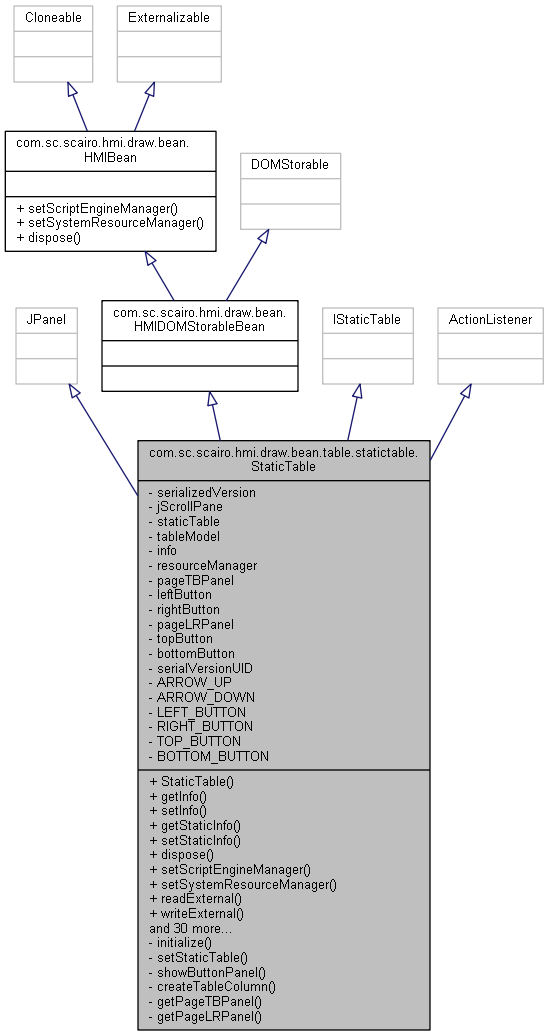 Cloneable
Externalizable
com.sc.scairo.hmi.draw.bean.
HMIBean
+ setScriptEngineManager()
+ setSystemResourceManager()
+ dispose()
DOMStorable
JPanel
com.sc.scairo.hmi.draw.bean.
HMIDOMStorableBean
IStaticTable
ActionListener
com.sc.scairo.hmi.draw.bean.table.statictable.
StaticTable
- serializedVersion
- jScrollPane
- staticTable
- tableModel
- info
- resourceManager
- pageTBPanel
- leftButton
- rightButton
- pageLRPanel
- topButton
- bottomButton
- serialVersionUID
- ARROW_UP
- ARROW_DOWN
- LEFT_BUTTON
- RIGHT_BUTTON
- TOP_BUTTON
- BOTTOM_BUTTON
+ StaticTable()
+ getInfo()
+ setInfo()
+ getStaticInfo()
+ setStaticInfo()
+ dispose()
+ setScriptEngineManager()
+ setSystemResourceManager()
+ readExternal()
+ writeExternal()
and 30 more...
- initialize()
- setStaticTable()
- showButtonPanel()
- createTableColumn()
- getPageTBPanel()
- getPageLRPanel()